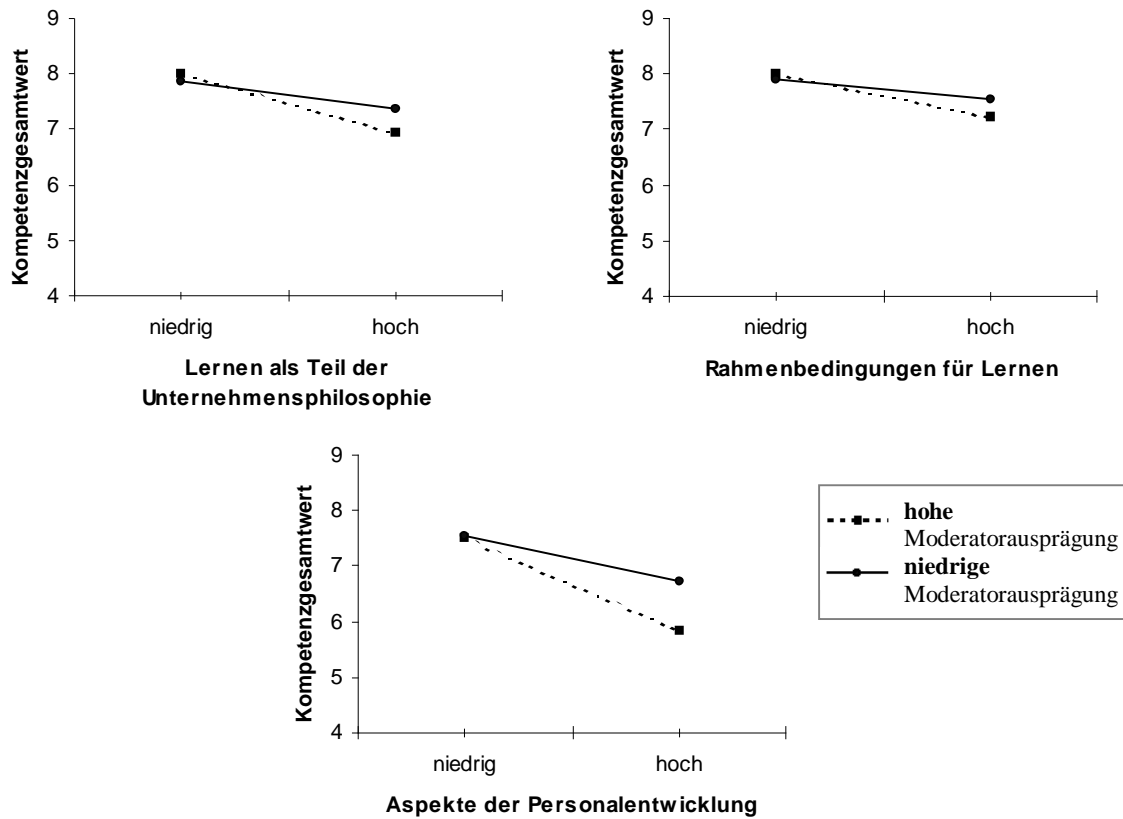 9
8
7
6
5
4
Kompetenzgesamtwert
niedrig
hoch
Lernen als Teil der
Unternehmensphilosophie
9
8
7
6
5
4
Kompetenzgesamtwert
niedrig
hoch
Rahmenbedingungen für Lernen
9
8
7
6
5
4
Kompetenzgesamtwert
niedrig
hoch
Aspekte der Personalentwicklung
hohe
Moderatorausprägung
niedrige
Moderatorausprägung